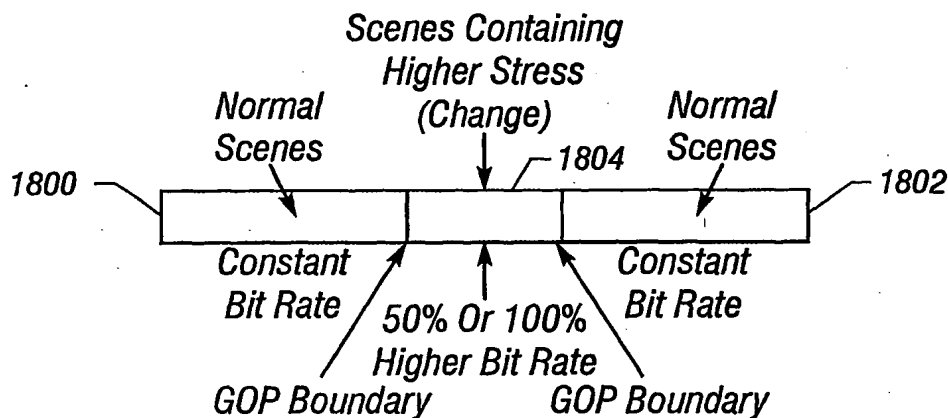 Scenes Containing
Higher Stress
(Change)
Normal
Scenes
Normal
Scenes
1804
1800
1802
Constant
Bit Rate
Constant
Bit Rate
50% Or 100%
Higher Bit Rate
GOP Boundary
GOP Boundary